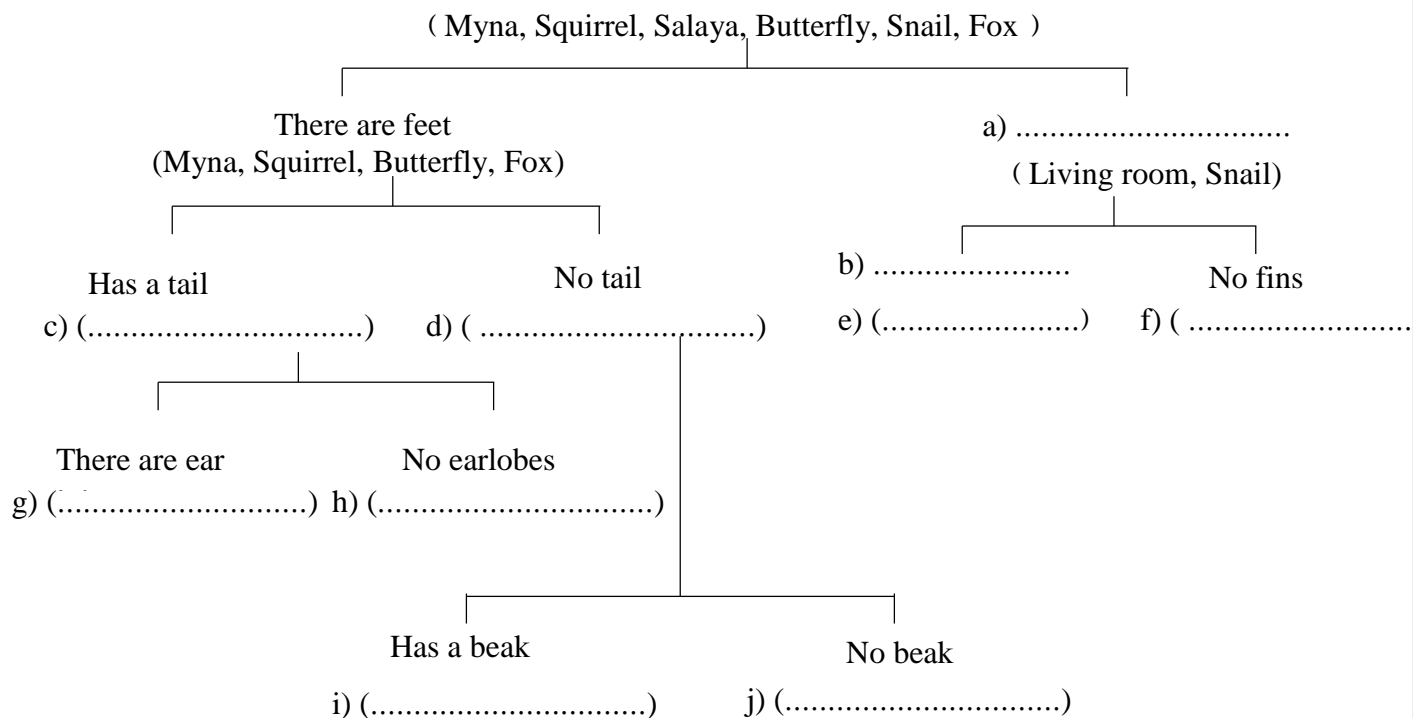 ( Myna, Squirrel, Salaya, Butterfly, Snail, Fox )
There are feet
(Myna, Squirrel, Butterfly, Fox)
a) ................................
( Living room, Snail)
Has a tail
c) (................................)
No tail
d) ( ................................)
b) .......................
e) (.......................)
No fins
f) ( ..........................
There are ear
g) (.............................)
No earlobes
h) (................................)
Has a beak
i) (................................)
No beak
j) (................................)